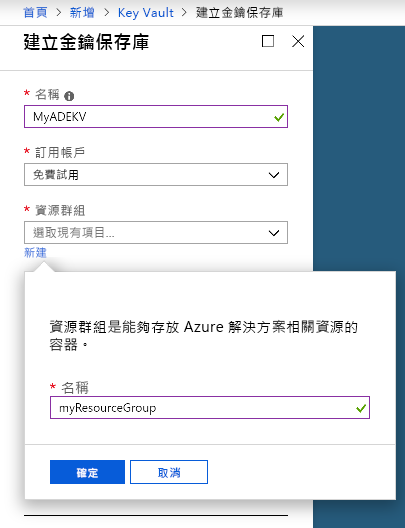 首頁 > 新增 > Key Vault > 建立金鑰保存庫
建立金鑰保存庫
* 名稱
MyADEKV
* 訂用帳戶
免費試用
* 資源群組
選取現有項目...
新建
資源群組是能夠存放 Azure 解決方案相關資源的
容器。
* 名稱
myResourceGroup
確定 取消